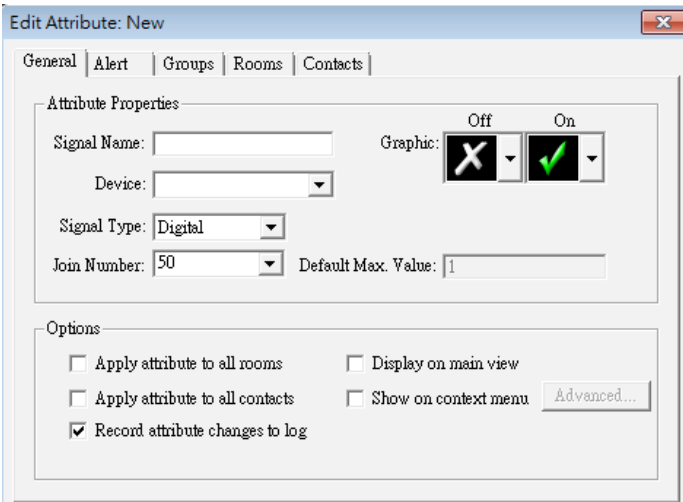 Edit Attribute: New
General Alert Groups Rooms Contacts
Attribute Properties
Off On
Signal Name: Graphic:
Device:
Signal Type: Digital
Join Number: 50 Default Max. Value: 1
Options
Apply attribute to all rooms Display on main view
Apply attribute to all contacts Show on context menu Advanced...
Record attribute changes to log